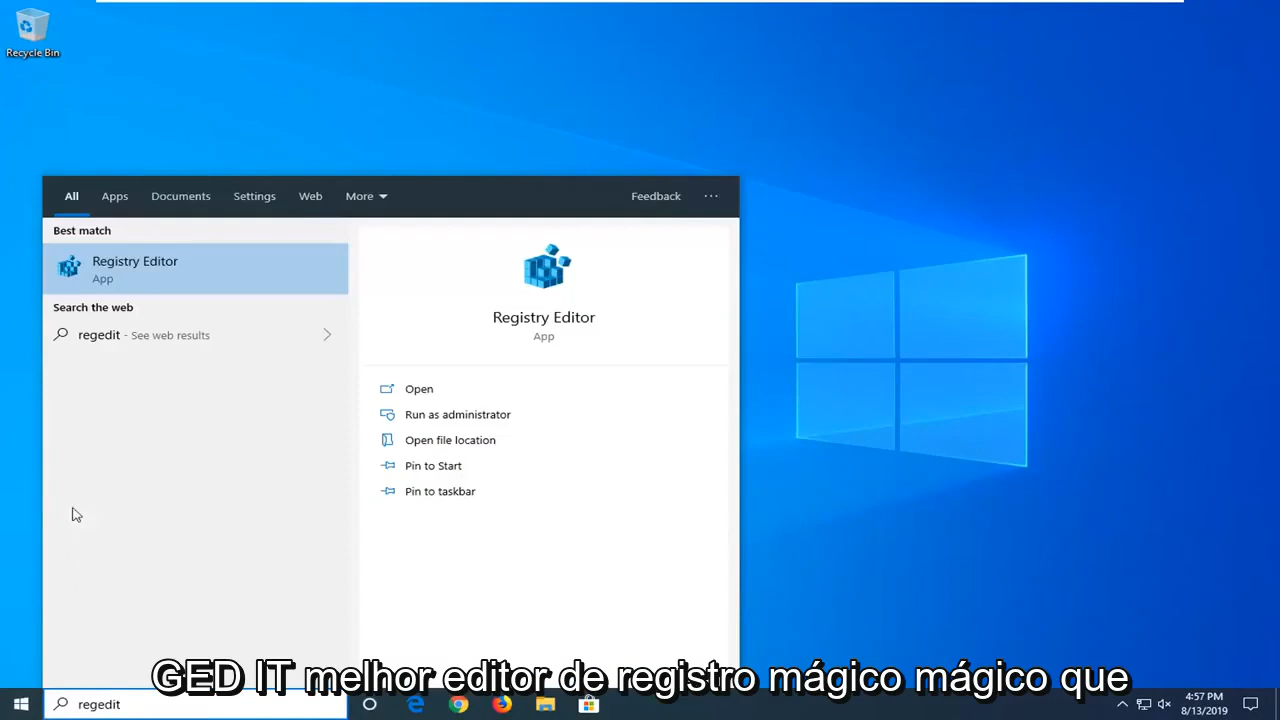 Recycle Bin
All Apps Documents Settings Web More Feedback ...
Best match
Registry Editor
App
Search the web
regedit - See web results
Registry Editor
App
Open
Run as administrator
Open file location
Pin to Start
Pin to taskbar
GED IT melhor editor de registro mágico mágico que
regedit
4:57 PM
8/13/2019